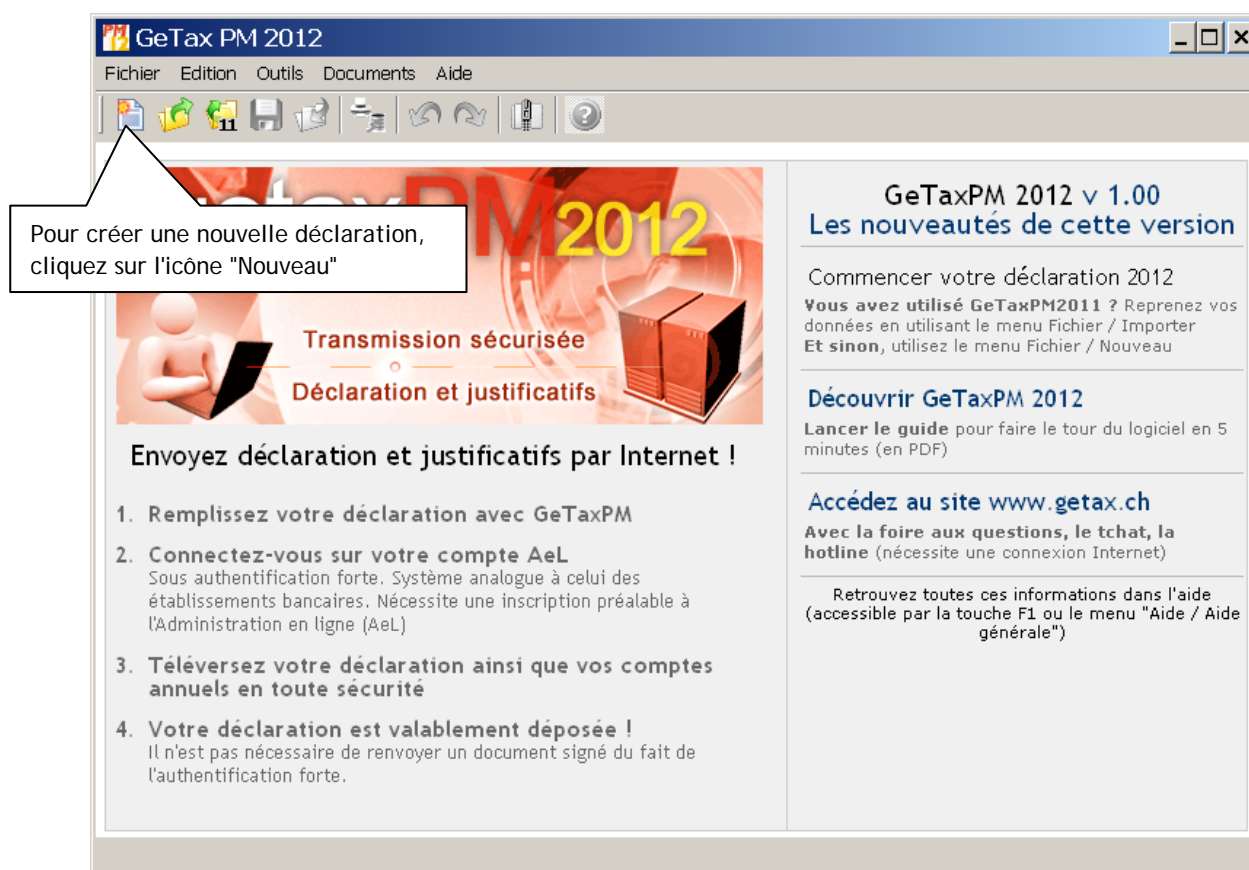 GeTax PM 2012
Fichier Edition Outils Documents Aide
11
getaxPM2012
Pour créer une nouvelle déclaration,
cliquez sur l'icône "Nouveau"
Transmission sécurisée
Déclaration et justificatifs
Envoyez déclaration et justificatifs par Internet !
1. Remplissez votre déclaration avec GeTaxPM
2. Connectez-vous sur votre compte AeL
Sous authentification forte. Système analogue à celui des
établissements bancaires. Nécessite une inscription préalable à
l'Administration en ligne (AeL)
3. Téléversez votre déclaration ainsi que vos comptes
annuels en toute sécurité
4. Votre déclaration est valablement déposée !
Il n'est pas nécessaire de renvoyer un document signé du fait de
l'authentification forte.
GeTaxPM 2012 v 1.00
Les nouveautés de cette version
Commencer votre déclaration 2012
Vous avez utilisé GeTaxPM2011 ? Reprenez vos
données en utilisant le menu Fichier / Importer
Et sinon, utilisez le menu Fichier / Nouveau
Découvrir GeTaxPM 2012
Lancer le guide pour faire le tour du logiciel en 5
minutes (en PDF)
Accédez au site www.getax.ch
Avec la foire aux questions, le tchat, la
hotline (nécessite une connexion Internet)
Retrouvez toutes ces informations dans l'aide
(accessible par la touche F1 ou le menu "Aide / Aide
générale")